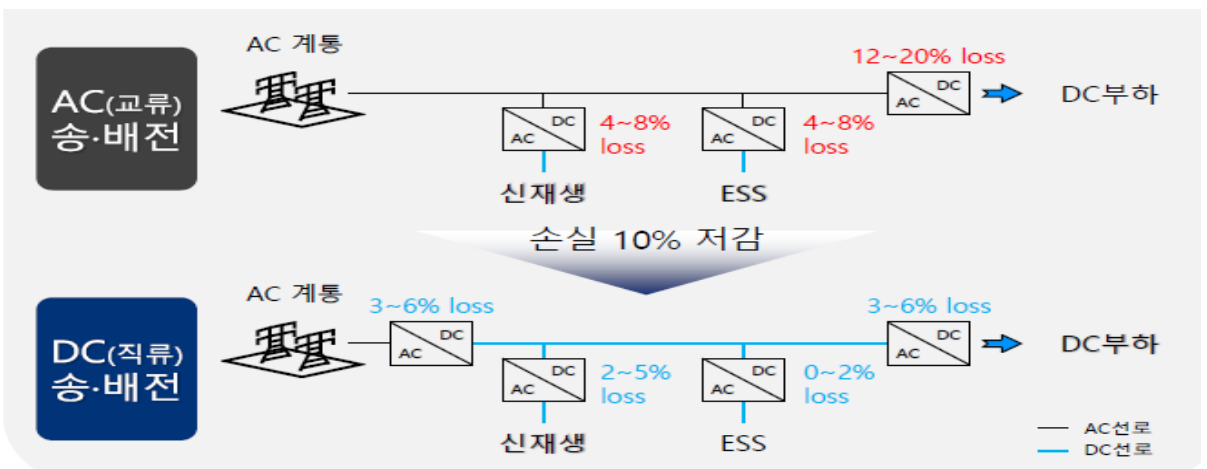 AC 계통
12~20% loss
AC(교류)
송·배전
DC
AC
DC부하
DC
AC
4~8%
loss
DC
AC
4~8%
loss
신재생
ESS
손실 10% 저감
AC 계통
3~6% loss
3~6% loss
DC(직류)
송·배전
DC
AC
DC
AC
DC부하
DC
AC
2~5%
loss
DC
AC
0~2%
loss
신재생
ESS
AC선로
DC선로